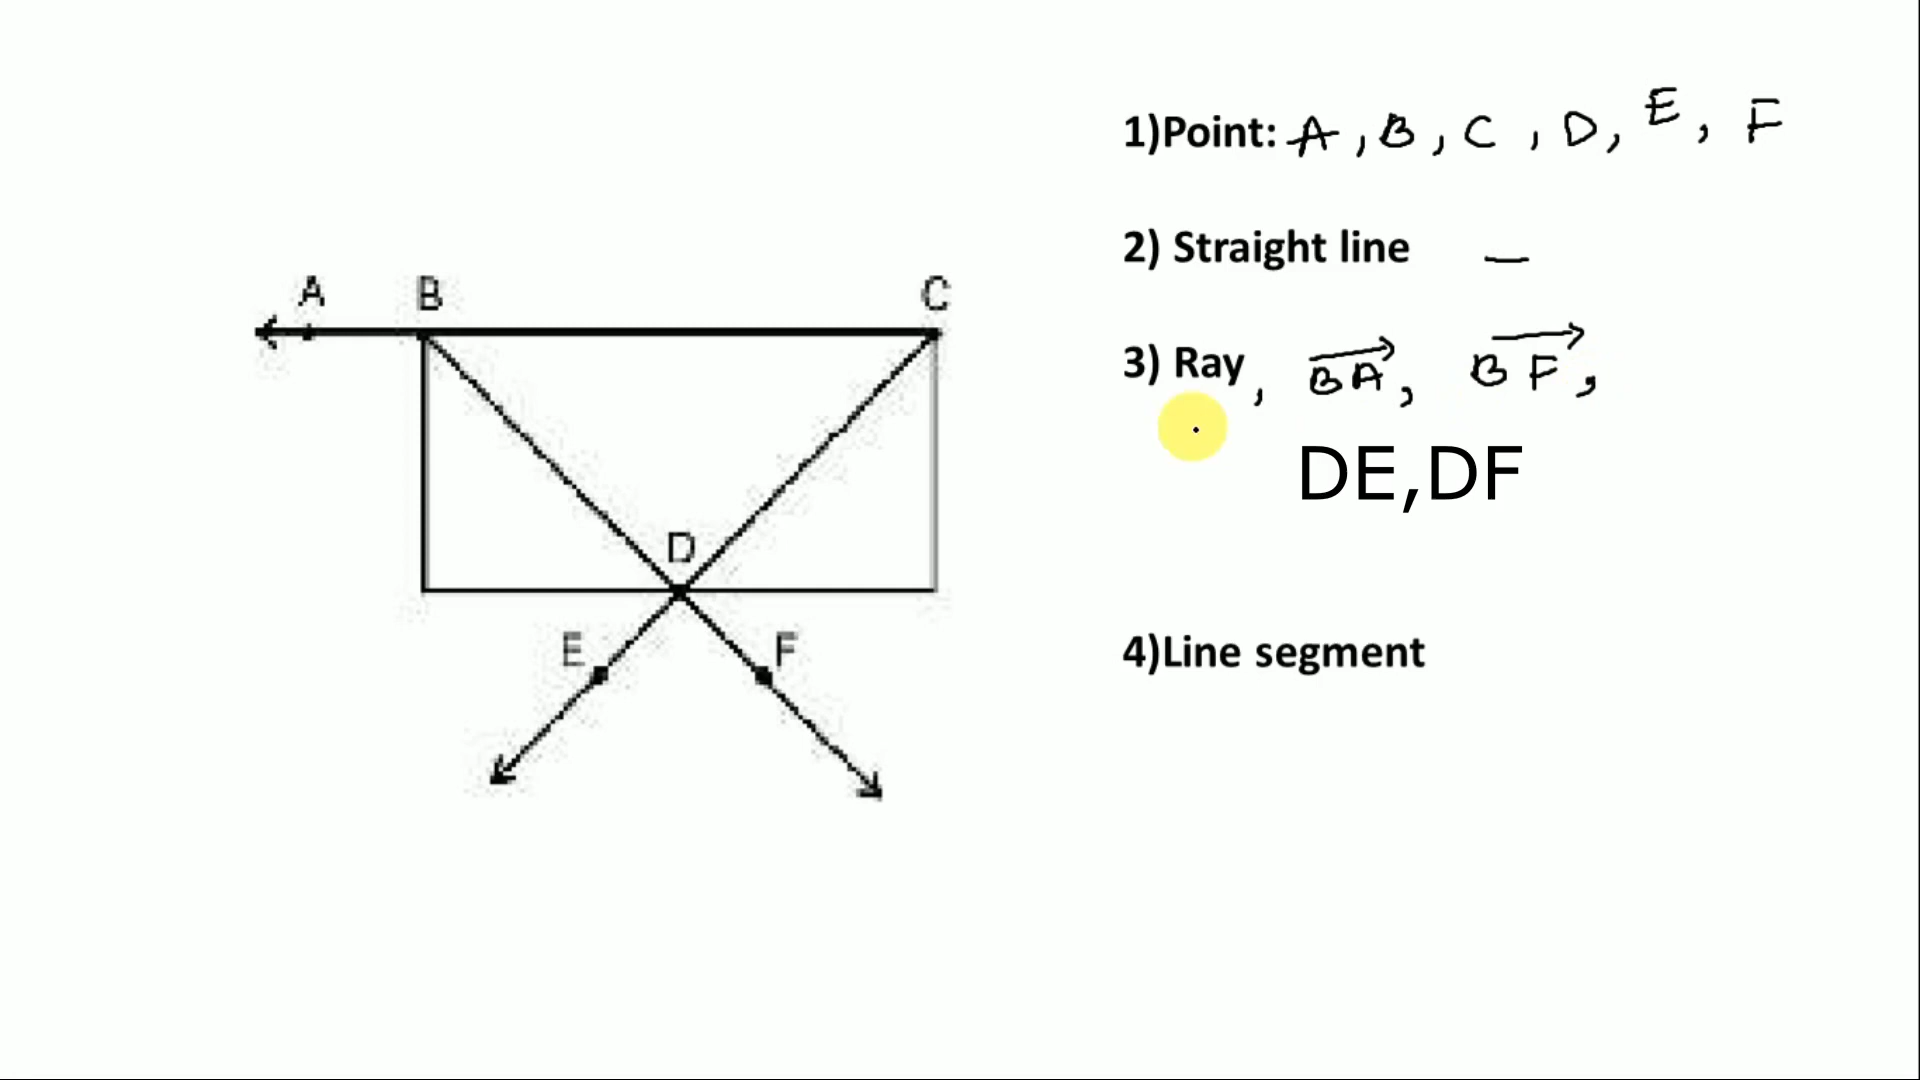 1)Point: A, B, C, D, E, F
2) Straight line —
A B C
3) Ray, BA, BF,
DE,DF
D
E F
4)Line segment